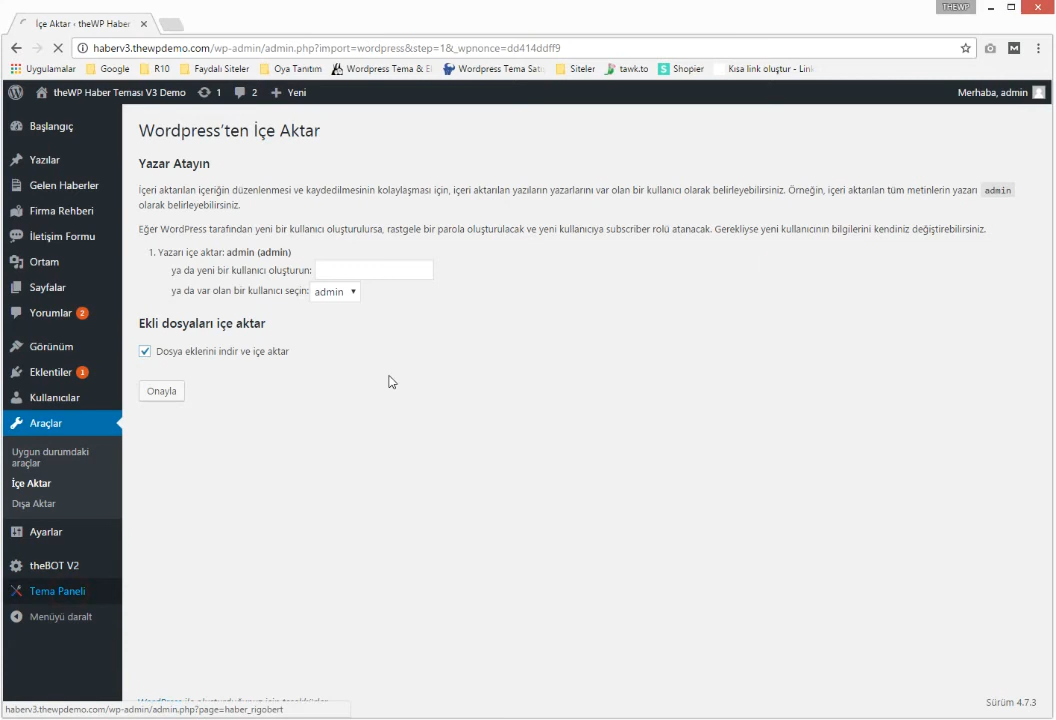 THEWP
İçe Aktar ‹ theWP Haber
haberv3.thewpdemo.com/wp-admin/admin.php?import=wordpress&step=1&_wpnonce=dd414ddff9
Uygulamalar Google R10 Faydalı Siteler Oya Tanıtım Wordpress Tema & E Wordpress Tema Satış Siteler tawk.to Shopier Kısa link oluştur - Link
theWP Haber Teması V3 Demo 1 2 Yeni Merhaba, admin
Başlangıç
Yazılar
Gelen Haberler
Firma Rehberi
İletişim Formu
Ortam
Sayfalar
Yorumlar 2
Görünüm
Eklentiler 1
Kullanıcılar
Araçlar
Uygun durumdaki
araçlar
İçe Aktar
Dışa Aktar
Ayarlar
theBOT V2
Tema Paneli
Menüyü daralt
Wordpress'ten İçe Aktar
Yazar Atayın
İçeri aktarılan içeriğin düzenlenmesi ve kaydedilmesinin kolaylaşması için, içeri aktarılan yazıların yazarlarını var olan bir kullanıcı olarak belirleyebilirsiniz. Örneğin, içeri aktarılan tüm metinlerin yazarı admin
olarak belirleyebilirsiniz.
Eğer WordPress tarafından yeni bir kullanıcı oluşturulursa, rastgele bir parola oluşturulacak ve yeni kullanıcıya subscriber rolü atanacak. Gerekliyse yeni kullanıcının bilgilerini kendiniz değiştirebilirsiniz.
1. Yazarı içe aktar: admin (admin)
ya da yeni bir kullanıcı oluşturun:
ya da var olan bir kullanıcı seçin: admin
Ekli dosyaları içe aktar
Dosya eklerini indir ve içe aktar
Onayla
Sürüm 4.7.3
haberv3.thewpdemo.com/wp-admin/admin.php?page=haber_rigobert